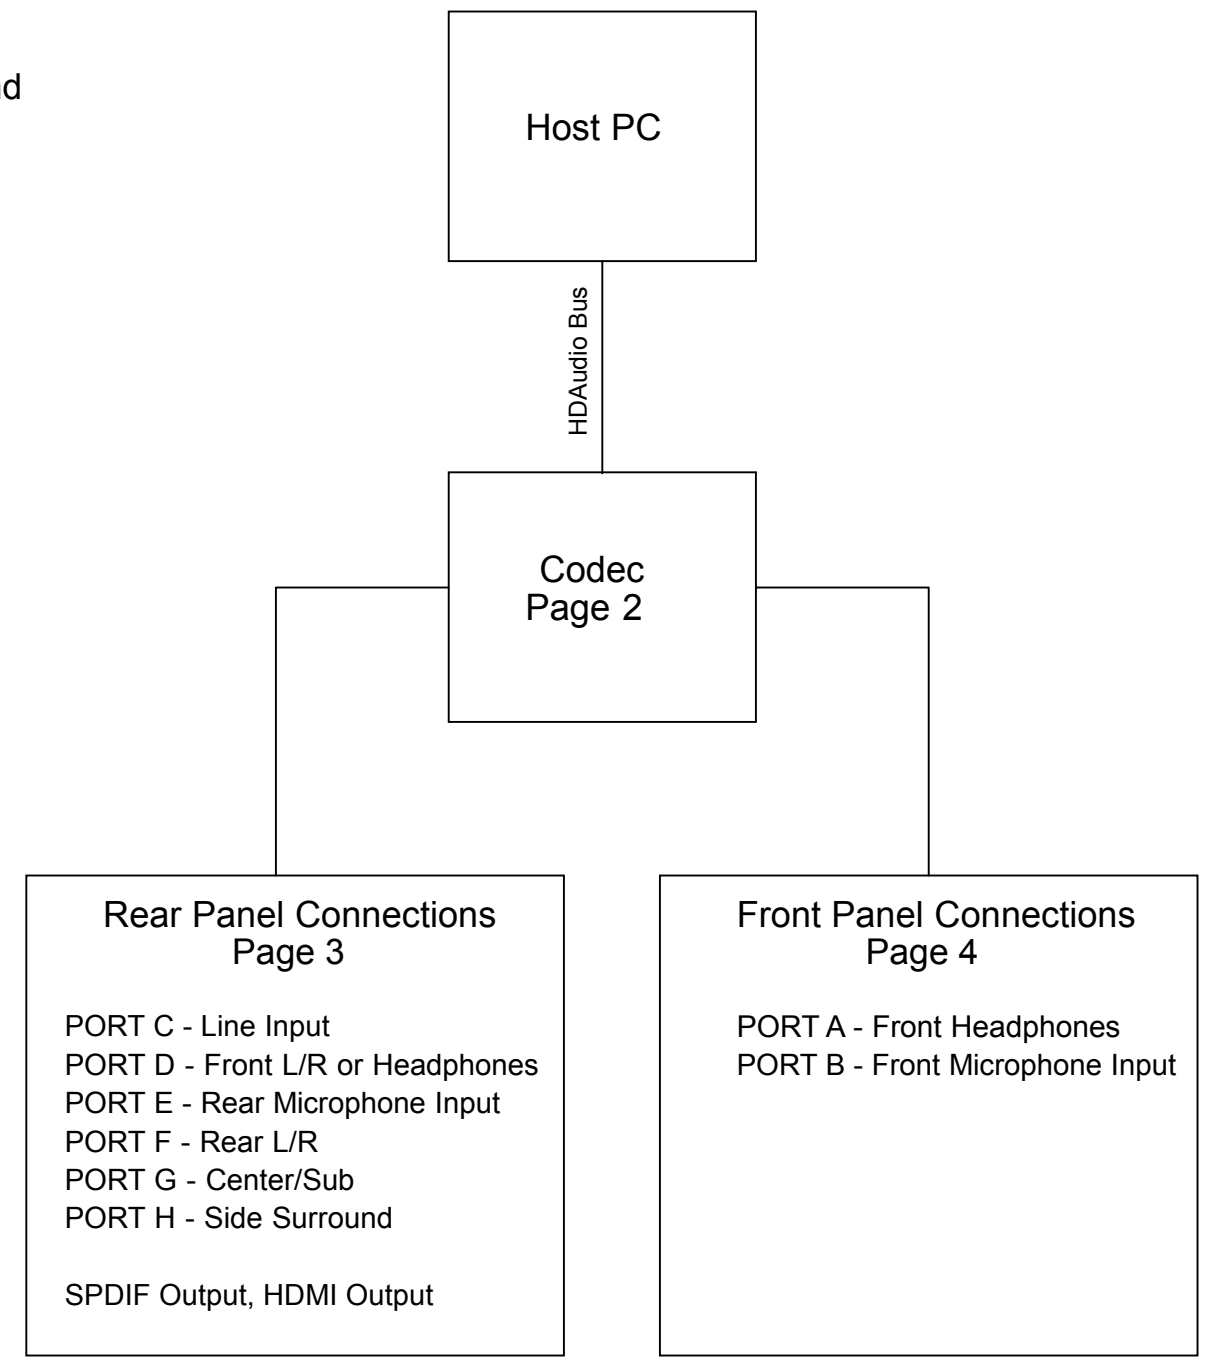 nd
Host PC
HDAudio Bus
Codec
Page 2
Rear Panel Connections
Page 3
PORT C - Line Input
PORT D - Front L/R or Headphones
PORT E - Rear Microphone Input
PORT F - Rear L/R
PORT G - Center/Sub
PORT H - Side Surround
SPDIF Output, HDMI Output
Front Panel Connections
Page 4
PORT A - Front Headphones
PORT B - Front Microphone Input